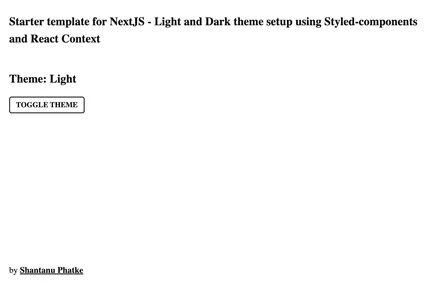 Starter template for NextJS - Light and Dark theme setup using Styled-components
and React Context
Theme: Light
TOGGLE THEME
by Shantanu Phatke